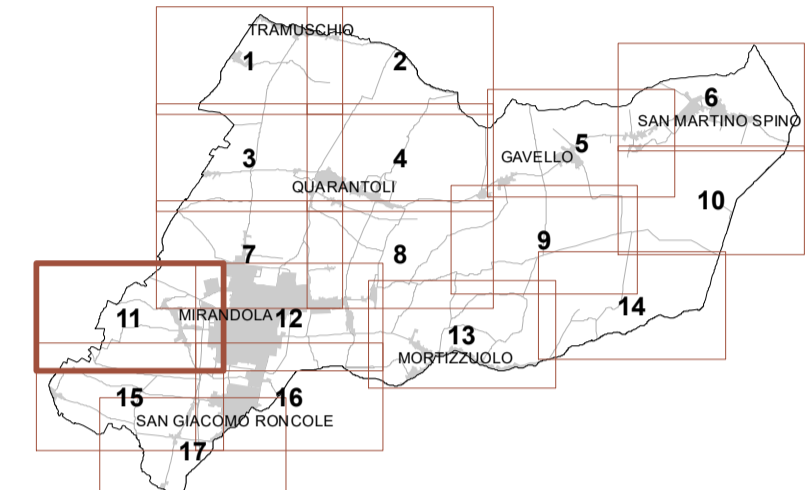 TRAMUSCHIO
1
2
6
SAN MARTINO SPINO
5
GAVELLO
3
4
QUARANTOLI
10
7
8
9
11
MIRANDOLA
12
14
13
MORTIZZUOLO
15
16
SAN GIACOMO RONCOLE
17